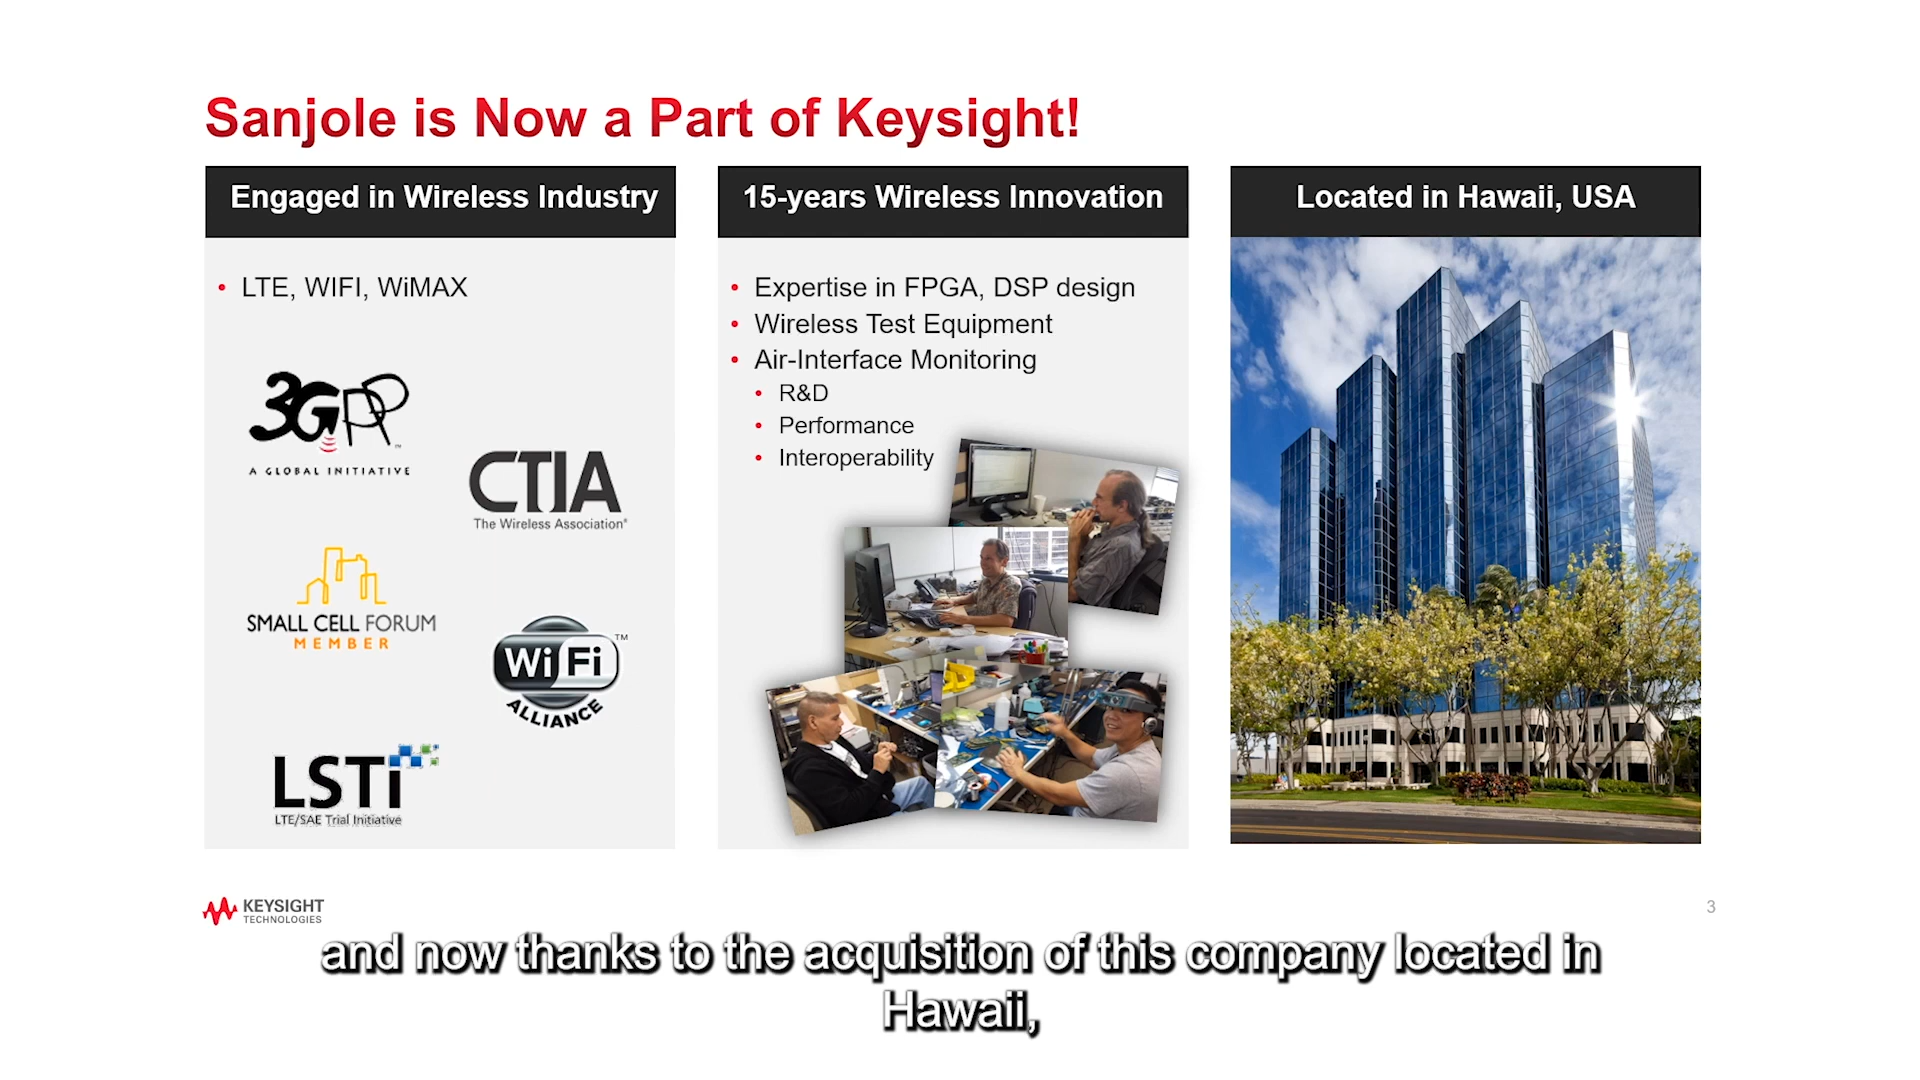 Sanjole is Now a Part of Keysight!
Engaged in Wireless Industry
• LTE, WIFI, WiMAX
3GPP™
A GLOBAL INITIATIVE
CTIA
The Wireless Association®
SMALL CELL FORUM
MEMBER
Wi Fi™
ALLIANCE
LSTi
LTE/SAE Trial Initiative
15-years Wireless Innovation
• Expertise in FPGA, DSP design
• Wireless Test Equipment
• Air-Interface Monitoring
• R&D
• Performance
• Interoperability
Located in Hawaii, USA
KEYSIGHT
TECHNOLOGIES
3
and now thanks to the acquisition of this company located in
Hawaii,